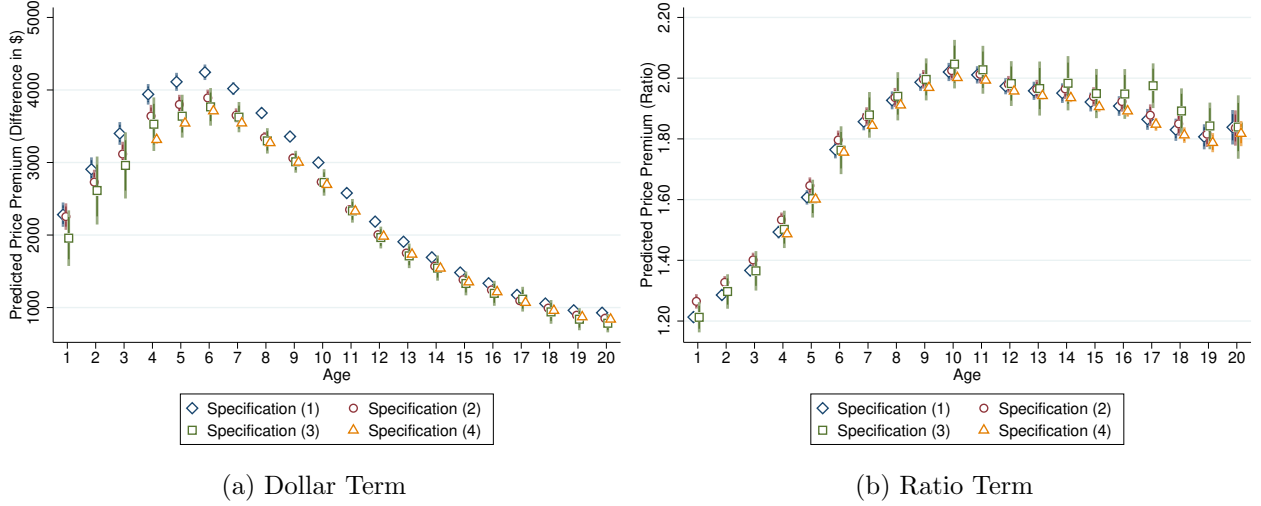 Predicted Price Premium (Difference in $)
5000
4000
3000
2000
1000
1 2 3 4 5 6 7 8 9 10 11 12 13 14 15 16 17 18 19 20
Age
Specification (1) Specification (2)
Specification (3) Specification (4)
(a) Dollar Term
Predicted Price Premium (Ratio)
2.20
2.00
1.80
1.60
1.40
1.20
1 2 3 4 5 6 7 8 9 10 11 12 13 14 15 16 17 18 19 20
Age
Specification (1) Specification (2)
Specification (3) Specification (4)
(b) Ratio Term